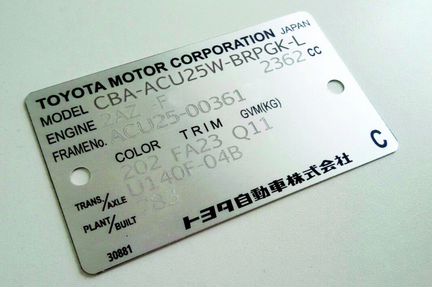 TOYOTA MOTOR CORPORATION JAPAN
MODEL CBA-ACU25W-BRPGK-L
ENGINE 2AZ-F 2362 CC
FRAME No. ACU25-00361
COLOR TRIM GVM(KG)
202 FA23 Q11
TRANS./AXLE U140F-04B
PLANT/BUILT
トヨタ自動車株式会社 C
30881